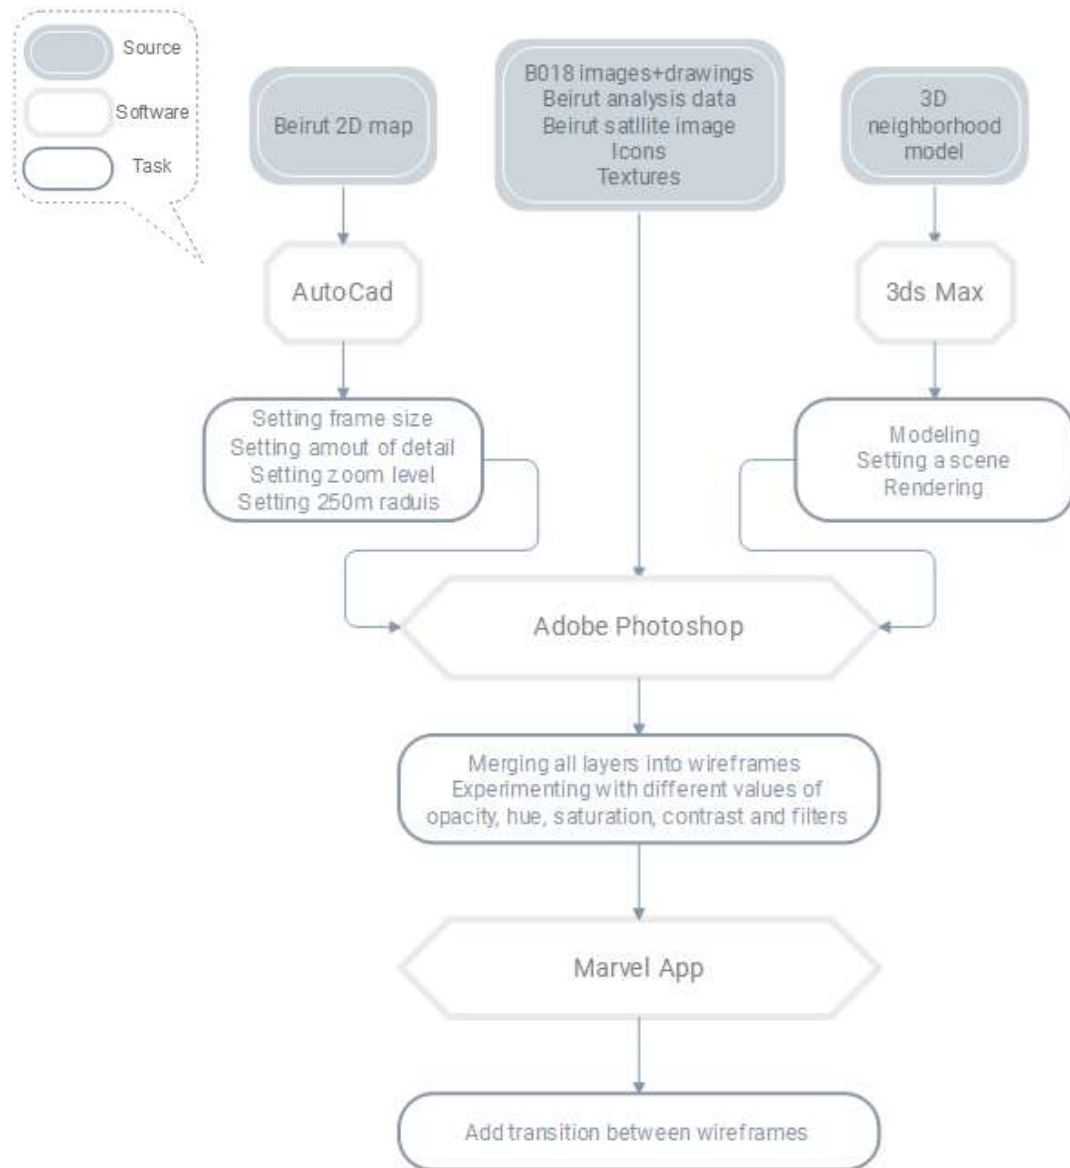 Source
Software
Task
Beirut 2D map
B018 images+drawings
Beirut analysis data
Beirut satllite image
Icons
Textures
3D
neighborhood
model
AutoCad
3ds Max
Setting frame size
Setting amout of detail
Setting zoom level
Setting 250m raduis
Modeling
Setting a scene
Rendering
Adobe Photoshop
Merging all layers into wireframes
Experimenting with different values of
opacity, hue, saturation, contrast and filters
Marvel App
Add transition between wireframes